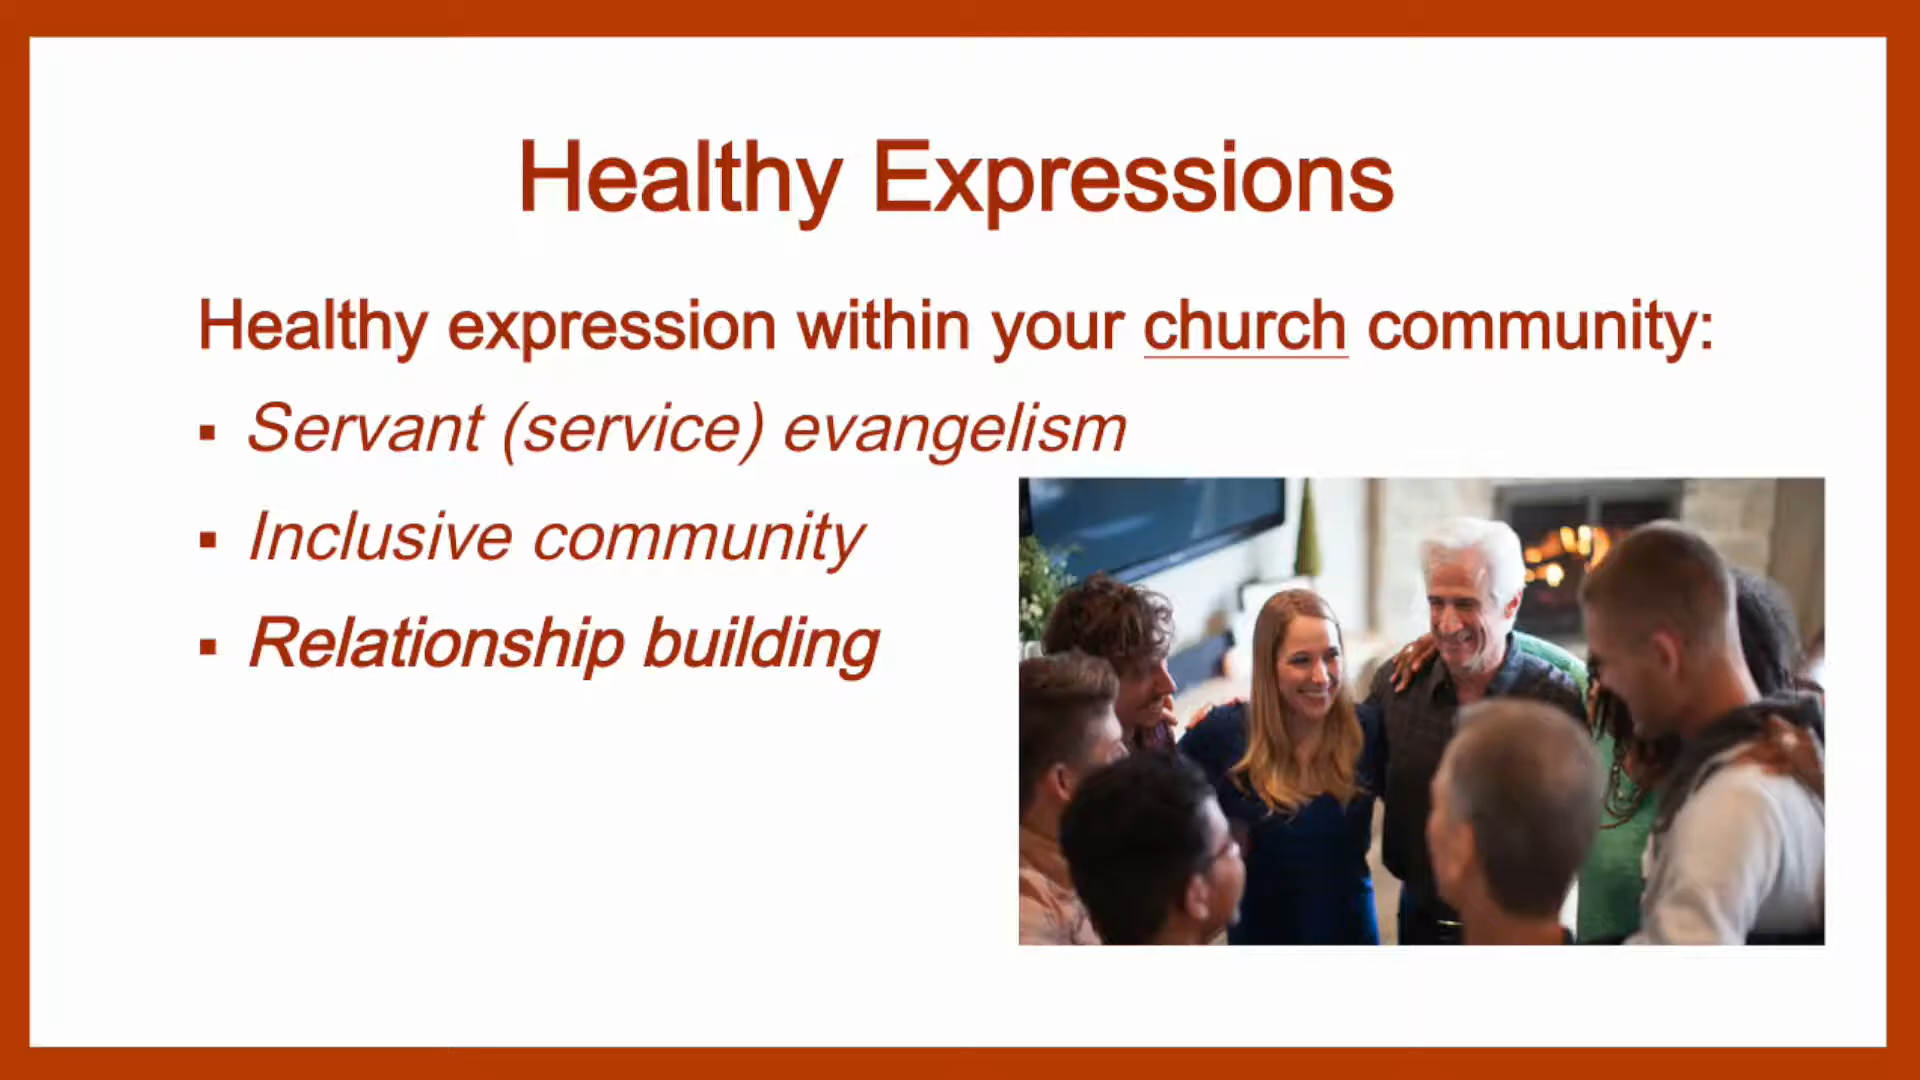 Healthy Expressions
Healthy expression within your church community:
▪ Servant (service) evangelism
▪ Inclusive community
▪ Relationship building